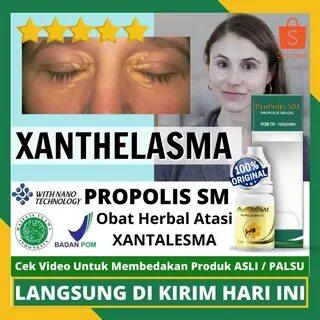 Shopee
ProPolis SM
PROPOLIS BRAZIL
XANTHELASMA
100%
ORIGINAL
WITH NANO
TECHNOLOGY
PROPOLIS SM
Obat Herbal Atasi
XANTALESMA
BADAN POM
Cek Video Untuk Membedakan Produk ASLI / PALSU
LANGSUNG DI KIRIM HARI INI